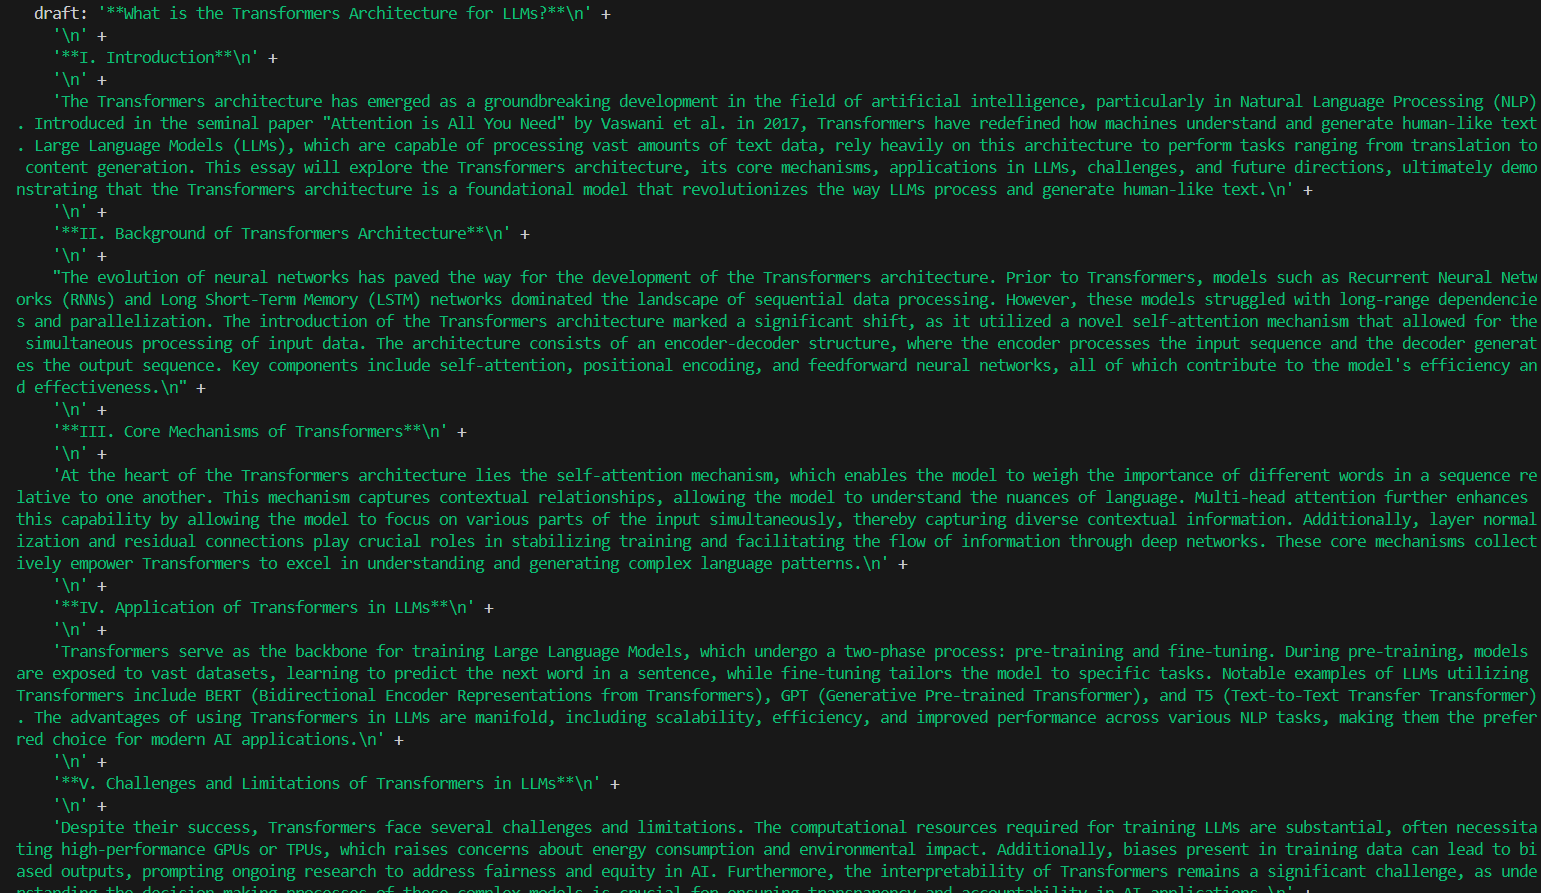 draft: '**What is the Transformers Architecture for LLMs?**\n' +
'\n' +
'**I. Introduction**\n' +
'\n' +
'The Transformers architecture has emerged as a groundbreaking development in the field of artificial intelligence, particularly in Natural Language Processing (NLP)
. Introduced in the seminal paper "Attention is All You Need" by Vaswani et al. in 2017, Transformers have redefined how machines understand and generate human-like text
. Large Language Models (LLMs), which are capable of processing vast amounts of text data, rely heavily on this architecture to perform tasks ranging from translation to
content generation. This essay will explore the Transformers architecture, its core mechanisms, applications in LLMs, challenges, and future directions, ultimately demo
nstrating that the Transformers architecture is a foundational model that revolutionizes the way LLMs process and generate human-like text.\n' +
'\n' +
'**II. Background of Transformers Architecture**\n' +
'\n' +
"The evolution of neural networks has paved the way for the development of the Transformers architecture. Prior to Transformers, models such as Recurrent Neural Netw
orks (RNNs) and Long Short-Term Memory (LSTM) networks dominated the landscape of sequential data processing. However, these models struggled with long-range dependencie
s and parallelization. The introduction of the Transformers architecture marked a significant shift, as it utilized a novel self-attention mechanism that allowed for the
simultaneous processing of input data. The architecture consists of an encoder-decoder structure, where the encoder processes the input sequence and the decoder generat
es the output sequence. Key components include self-attention, positional encoding, and feedforward neural networks, all of which contribute to the model's efficiency an
d effectiveness.\n" +
'\n' +
'**III. Core Mechanisms of Transformers**\n' +
'\n' +
'At the heart of the Transformers architecture lies the self-attention mechanism, which enables the model to weigh the importance of different words in a sequence re
lative to one another. This mechanism captures contextual relationships, allowing the model to understand the nuances of language. Multi-head attention further enhances
this capability by allowing the model to focus on various parts of the input simultaneously, thereby capturing diverse contextual information. Additionally, layer normal
ization and residual connections play crucial roles in stabilizing training and facilitating the flow of information through deep networks. These core mechanisms collect
ively empower Transformers to excel in understanding and generating complex language patterns.\n' +
'\n' +
'**IV. Application of Transformers in LLMs**\n' +
'\n' +
'Transformers serve as the backbone for training Large Language Models, which undergo a two-phase process: pre-training and fine-tuning. During pre-training, models
are exposed to vast datasets, learning to predict the next word in a sentence, while fine-tuning tailors the model to specific tasks. Notable examples of LLMs utilizing
Transformers include BERT (Bidirectional Encoder Representations from Transformers), GPT (Generative Pre-trained Transformer), and T5 (Text-to-Text Transfer Transformer)
. The advantages of using Transformers in LLMs are manifold, including scalability, efficiency, and improved performance across various NLP tasks, making them the prefer
red choice for modern AI applications.\n' +
'\n' +
'**V. Challenges and Limitations of Transformers in LLMs**\n' +
'\n' +
'Despite their success, Transformers face several challenges and limitations. The computational resources required for training LLMs are substantial, often necessita
ting high-performance GPUs or TPUs, which raises concerns about energy consumption and environmental impact. Additionally, biases present in training data can lead to bi
ased outputs, prompting ongoing research to address fairness and equity in AI. Furthermore, the interpretability of Transformers remains a significant challenge, as unde
nstanding the decision-making processes of these complex models is crucial for ensuring transparency and accountability in AI applications.\n' +